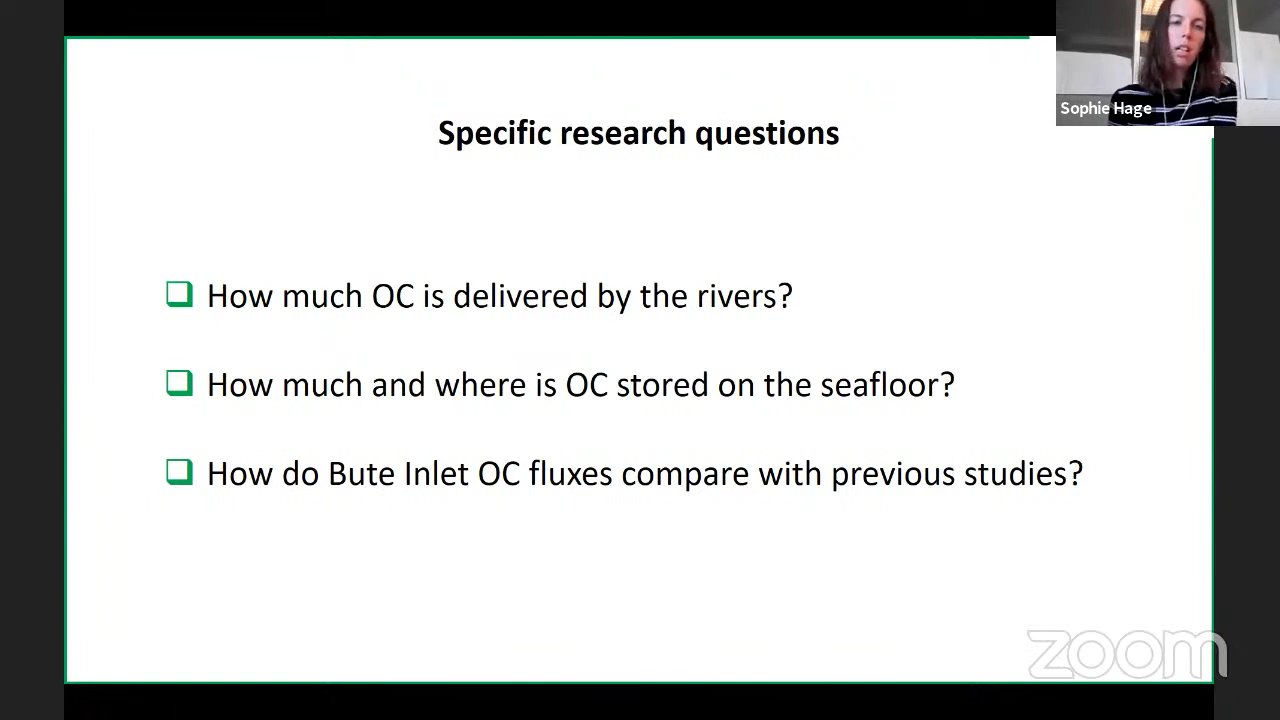 Sophie Hage
Specific research questions
How much OC is delivered by the rivers?
How much and where is OC stored on the seafloor?
How do Bute Inlet OC fluxes compare with previous studies?
zoom